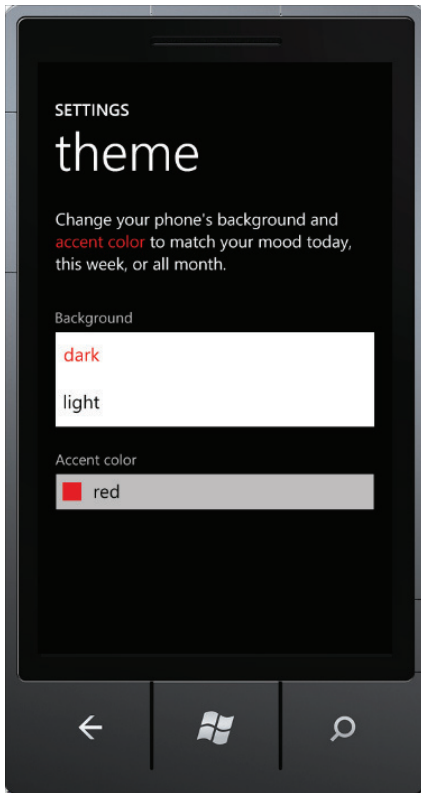 SETTINGS
theme
Change your phone's background and
accent color to match your mood today,
this week, or all month.
Background
dark
light
Accent color
red